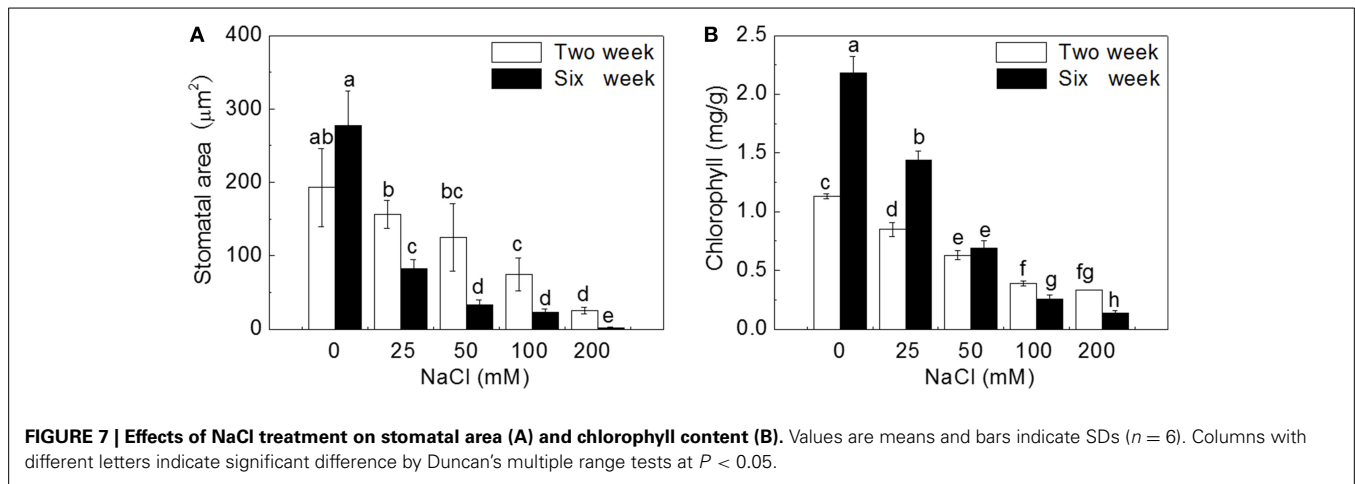 A
400
300
200
100
0
Stomatal area (μm²)
Two week
Six week
ab
a
b
c
bc
d
c
d
d
e
0 25 50 100 200
NaCl (mM)
B
2.5
2.0
1.5
1.0
0.5
0.0
Chlorophyll (mg/g)
Two week
Six week
c
a
d
b
e
e
f
g
fg
h
0 25 50 100 200
NaCl (mM)
FIGURE 7 | Effects of NaCl treatment on stomatal area (A) and chlorophyll content (B). Values are means and bars indicate SDs (n = 6). Columns with
different letters indicate significant difference by Duncan's multiple range tests at P < 0.05.